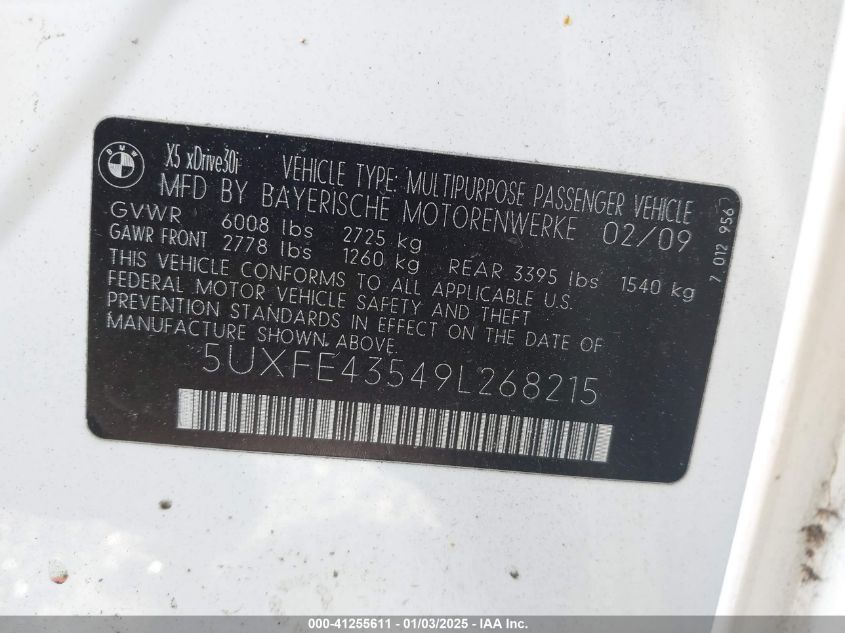 BMW
X5 xDrive30i
VEHICLE TYPE: MULTIPURPOSE PASSENGER VEHICLE
MFD BY BAYERISCHE MOTORENWERKE 02/09
GVWR 6008 lbs 2725 kg
GAWR FRONT 2778 lbs 1260 kg REAR 3395 lbs 1540 kg
THIS VEHICLE CONFORMS TO ALL APPLICABLE U.S.
FEDERAL MOTOR VEHICLE SAFETY AND THEFT
PREVENTION STANDARDS IN EFFECT ON THE DATE OF
MANUFACTURE SHOWN ABOVE.
5UXFE43549L268215
7 012 956
000-41255611 - 01/03/2025 - IAA Inc.